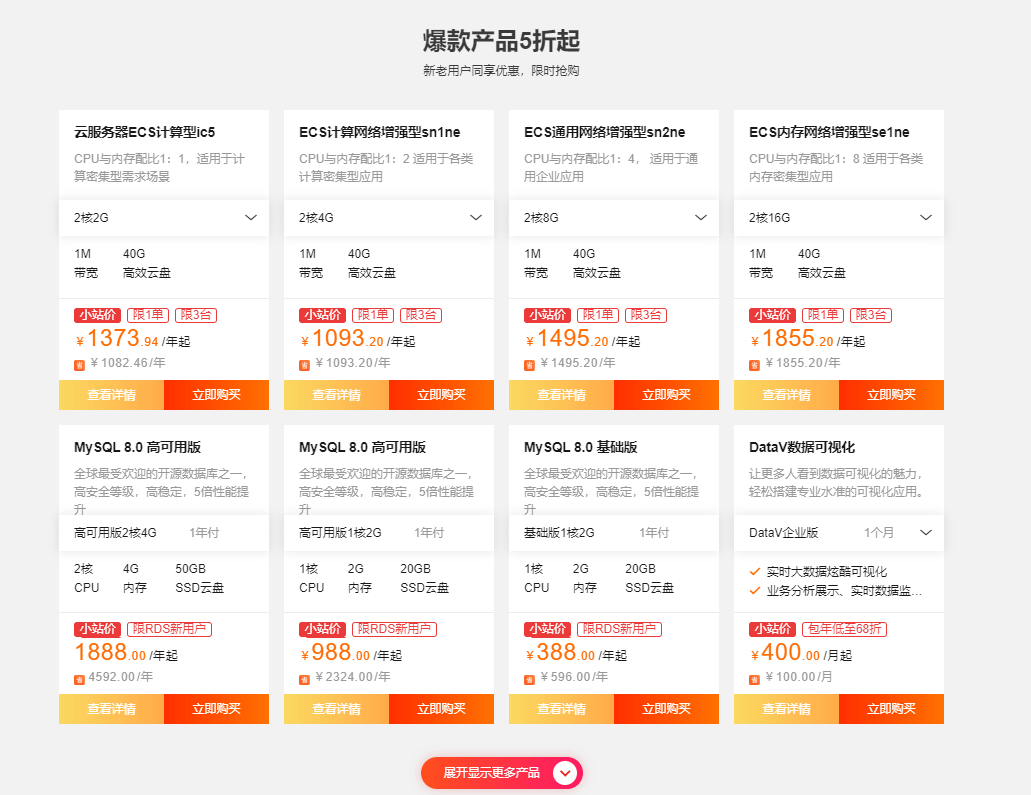 爆款产品5折起
新老用户同享优惠，限时抢购
云服务器ECS计算型ic5
CPU与内存配比1：1，适用于计
算密集型需求场景
2核2G
1M 40G
带宽 高效云盘
小站价 限1单 限3台
￥1373.94 /年起
省￥1082.46/年
查看详情 立即购买
ECS计算网络增强型sn1ne
CPU与内存配比1：2 适用于各类
计算密集型应用
2核4G
1M 40G
带宽 高效云盘
小站价 限1单 限3台
￥1093.20 /年起
省￥1093.20/年
查看详情 立即购买
ECS通用网络增强型sn2ne
CPU与内存配比1：4， 适用于通
用企业应用
2核8G
1M 40G
带宽 高效云盘
小站价 限1单 限3台
￥1495.20 /年起
省￥1495.20/年
查看详情 立即购买
ECS内存网络增强型se1ne
CPU与内存配比1：8 适用于各类
内存密集型应用
2核16G
1M 40G
带宽 高效云盘
小站价 限1单 限3台
￥1855.20 /年起
省￥1855.20/年
查看详情 立即购买
MySQL 8.0 高可用版
全球最受欢迎的开源数据库之一，
高安全等级，高稳定，5倍性能提
升
高可用版2核4G 1年付
2核 4G 50GB
CPU 内存 SSD云盘
小站价 限RDS新用户
1888.00 /年起
省4592.00/年
查看详情 立即购买
MySQL 8.0 高可用版
全球最受欢迎的开源数据库之一，
高安全等级，高稳定，5倍性能提
升
高可用版1核2G 1年付
1核 2G 20GB
CPU 内存 SSD云盘
小站价 限RDS新用户
￥988.00 /年起
省￥2324.00/年
查看详情 立即购买
MySQL 8.0 基础版
全球最受欢迎的开源数据库之一，
高安全等级，高稳定，5倍性能提
升
基础版1核2G 1年付
1核 2G 20GB
CPU 内存 SSD云盘
小站价 限RDS新用户
￥388.00 /年起
省￥596.00/年
查看详情 立即购买
DataV数据可视化
让更多人看到数据可视化的魅力，
轻松搭建专业水准的可视化应用。
DataV企业版 1个月
实时大数据炫酷可视化
业务分析展示、实时数据监...
小站价 包年低至68折
￥400.00 /月起
省￥100.00/月
查看详情 立即购买
展开显示更多产品